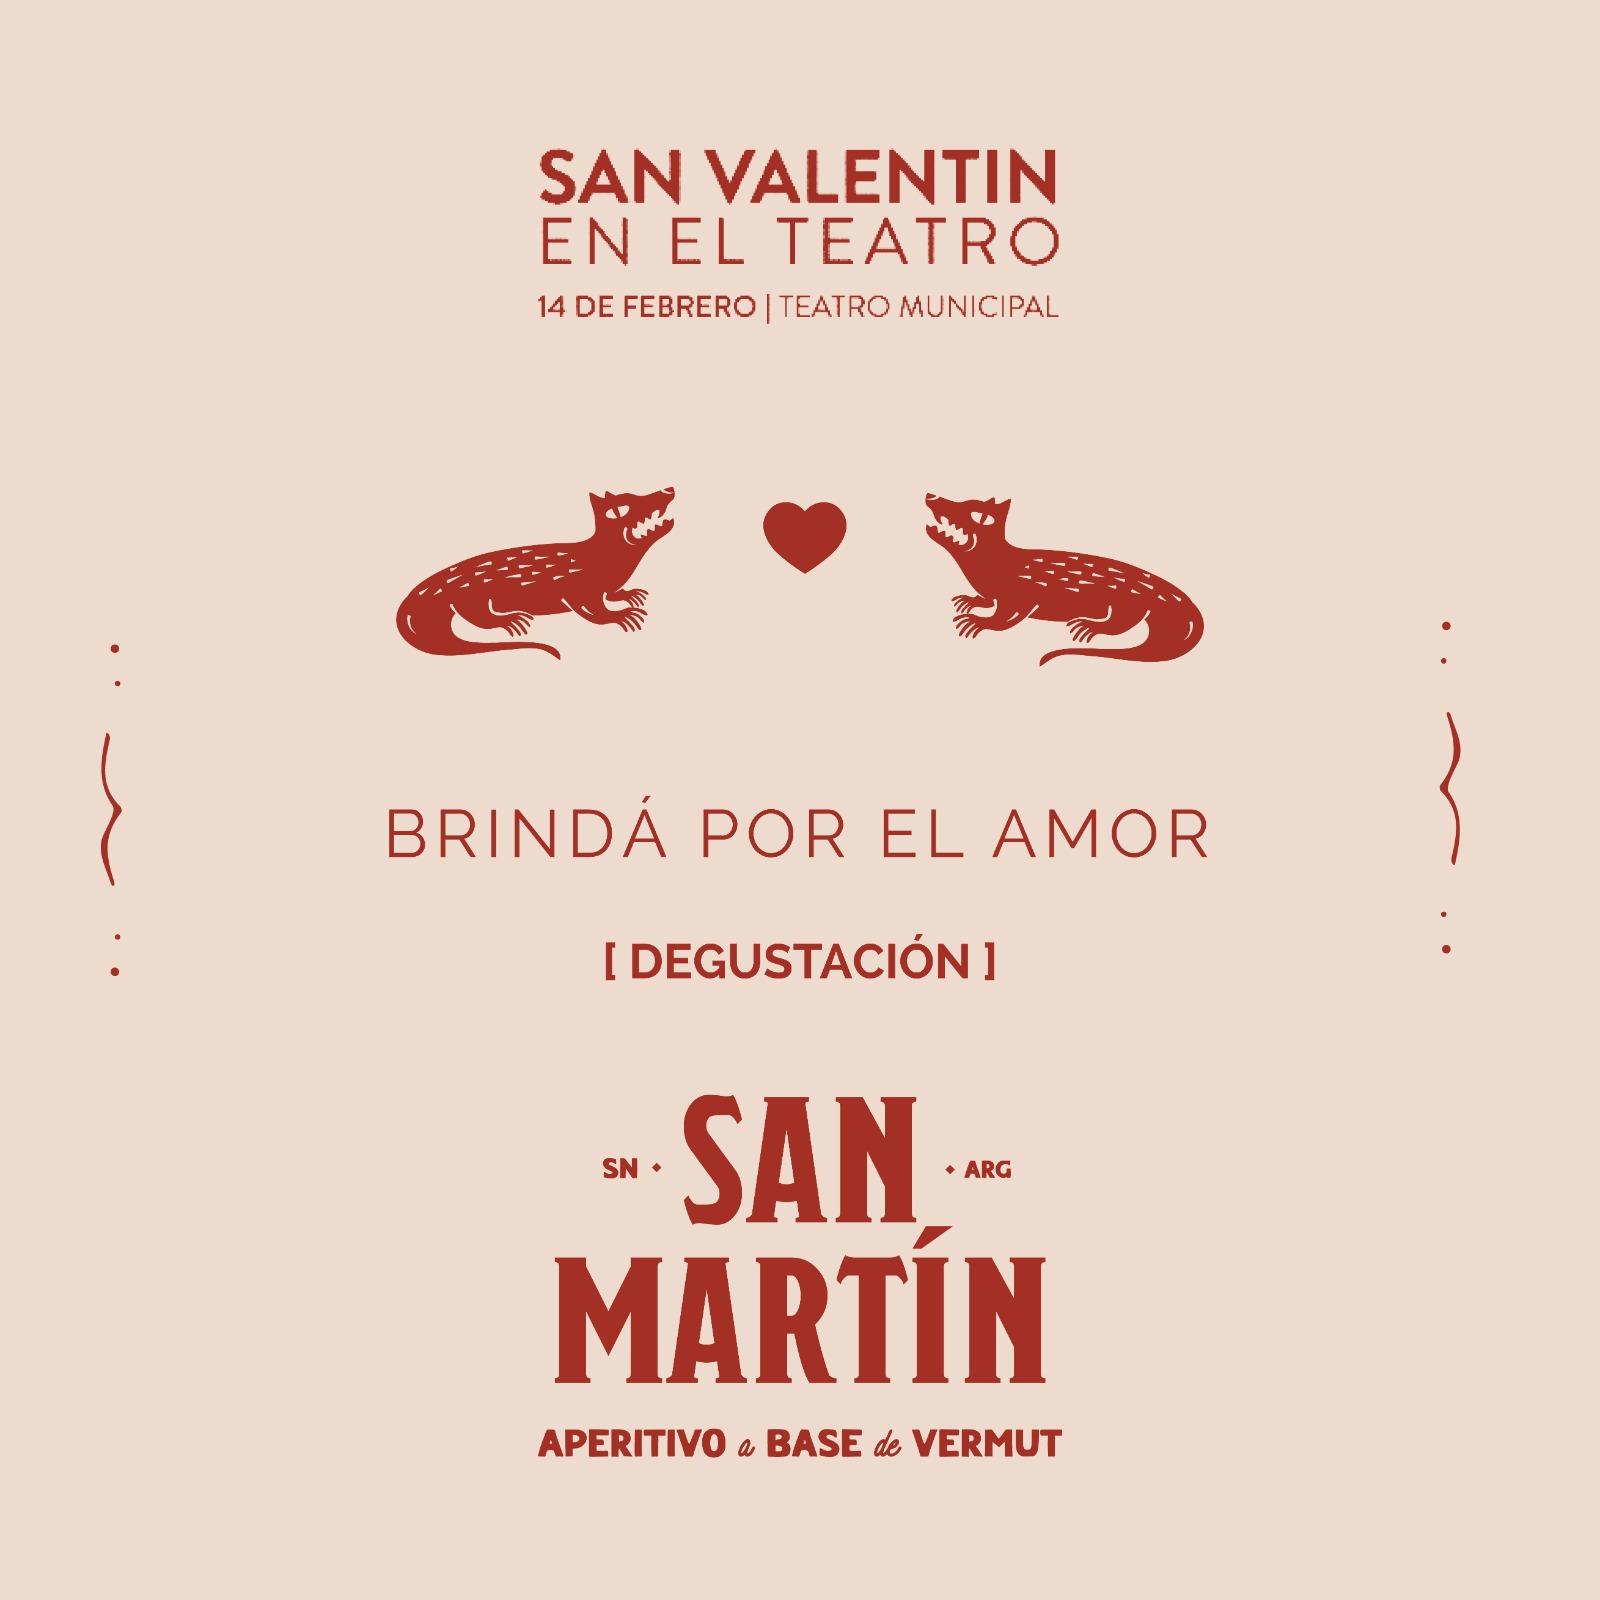 SAN VALENTIN
EN EL TEATRO
14 DE FEBRERO | TEATRO MUNICIPAL
BRINDÁ POR EL AMOR
[ DEGUSTACIÓN ]
SN · SAN · ARG
MARTÍN
APERITIVO a BASE de VERMUT